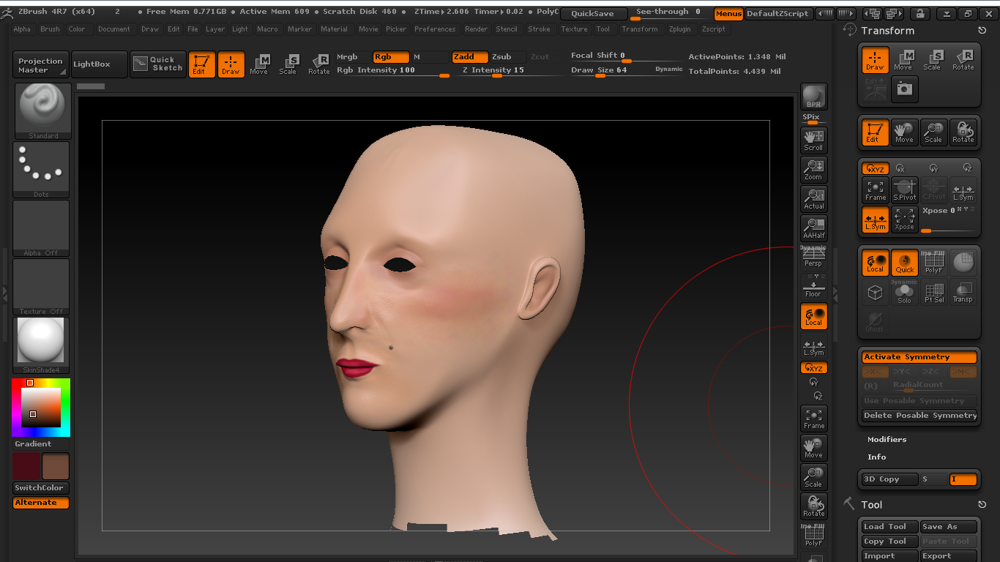 ZBrush 4R7 (x64) 2 • Free Mem 0.771GB • Active Mem 609 • Scratch Disk 460 • ZTime 2.606 Timer 0.02 • PolyC QuickSave See-through 0 Menus DefaultZScript
Alpha Brush Color Document Draw Edit File Layer Light Macro Marker Material Movie Picker Preferences Render Stencil Stroke Texture Tool Transform Zplugin Zscript
Projection
Master
LightBox
Quick
Sketch
Edit
Draw
Move
Scale
Rotate
Mrgb Rgb M
Rgb Intensity 100
Zadd Zsub Zcut
Z Intensity 15
Focal Shift 0
Draw Size 64 Dynamic
ActivePoints: 1.348 Mil
TotalPoints: 4.439 Mil
Standard
Dots
Alpha Off
Texture Off
SkinShade4
Gradient
SwitchColor
Alternate
BPR
SPix
Scroll
Zoom
Actual
AAHalf
Dynamic
Persp
X Y Z
Floor
Local
L.Sym
XYZ
Y
Z
Frame
Move
Scale
Rotate
Line Fill
PolyF
Transform
Draw Move Scale Rotate
Edit
Edit Move Scale Rotate
XYZ X Y Z
Frame S.Pivot C.Pivot L.Sym
L.Sym Xpose
Xpose 0 X Y Z
Local Quick
Line Fill
PolyF
Dynamic
Solo Pt Sel Transp
Ghost
Activate Symmetry
>X< >Y< >Z< >M<
(R) RadialCount
Use Posable Symmetry
Delete Posable Symmetry
Modifiers
Info
3D Copy S I
Tool
Load Tool Save As
Copy Tool Paste Tool
Import Export